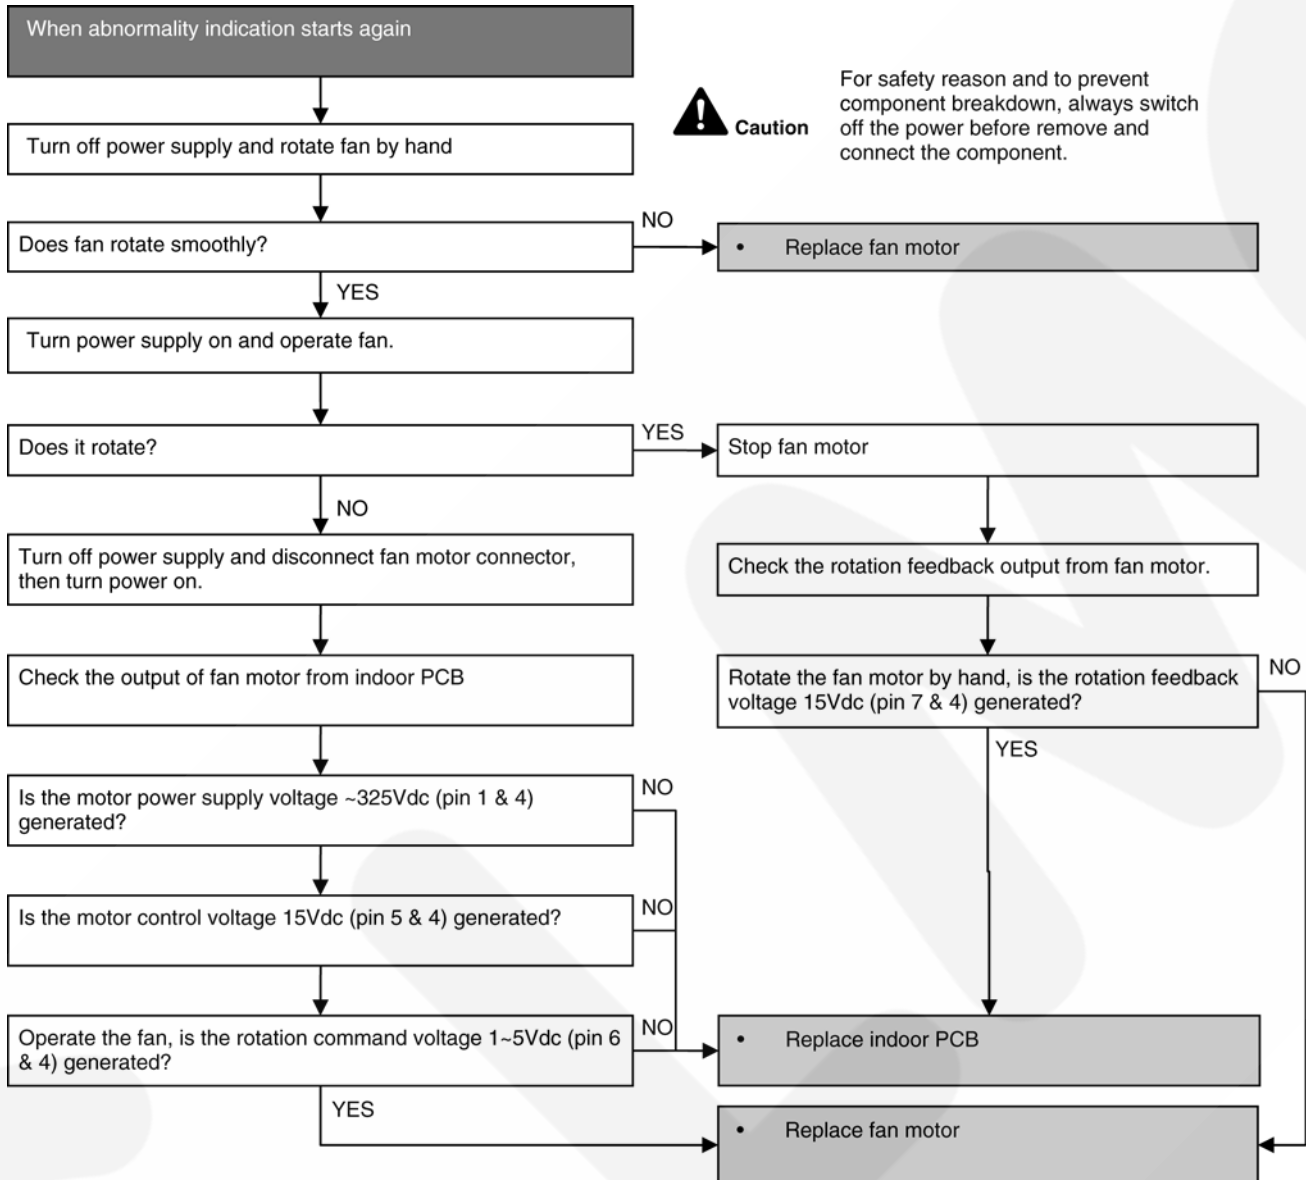 When abnormality indication starts again
For safety reason and to prevent
component breakdown, always switch
off the power before remove and
connect the component.
Caution
Turn off power supply and rotate fan by hand
Does fan rotate smoothly?
NO
• Replace fan motor
YES
Turn power supply on and operate fan.
Does it rotate?
YES
Stop fan motor
NO
Turn off power supply and disconnect fan motor connector,
then turn power on.
Check the rotation feedback output from fan motor.
Check the output of fan motor from indoor PCB
Rotate the fan motor by hand, is the rotation feedback
voltage 15Vdc (pin 7 & 4) generated?
NO
YES
Is the motor power supply voltage ~325Vdc (pin 1 & 4)
generated?
NO
Is the motor control voltage 15Vdc (pin 5 & 4) generated?
NO
Operate the fan, is the rotation command voltage 1~5Vdc (pin 6
& 4) generated?
NO
• Replace indoor PCB
YES
• Replace fan motor